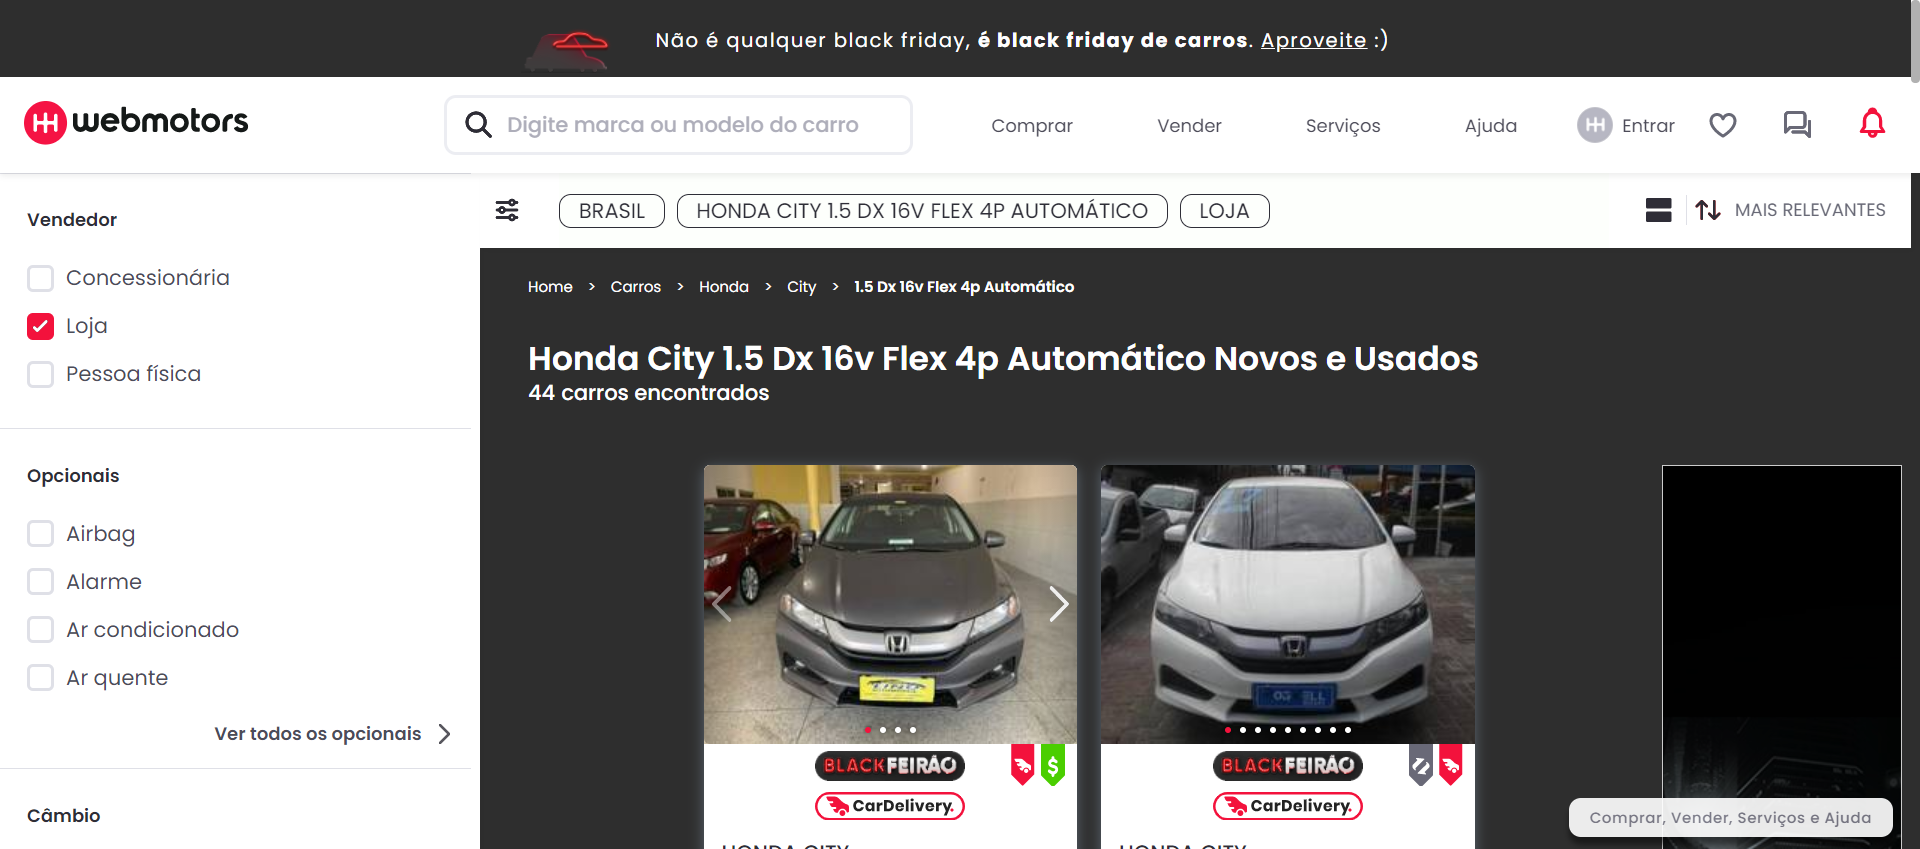 Não é qualquer black friday, é black friday de carros. Aproveite :)
webmotors
Digite marca ou modelo do carro
Comprar
Vender
Serviços
Ajuda
Entrar
Vendedor
Concessionária
Loja
Pessoa física
Opcionais
Airbag
Alarme
Ar condicionado
Ar quente
Ver todos os opcionais
Câmbio
BRASIL
HONDA CITY 1.5 DX 16V FLEX 4P AUTOMÁTICO
LOJA
MAIS RELEVANTES
Home > Carros > Honda > City > 1.5 Dx 16v Flex 4p Automático
Honda City 1.5 Dx 16v Flex 4p Automático Novos e Usados
44 carros encontrados
BLACKFEIRÃO
CarDelivery.
HONDA CITY
BLACKFEIRÃO
CarDelivery.
HONDA CITY
Comprar, Vender, Serviços e Ajuda